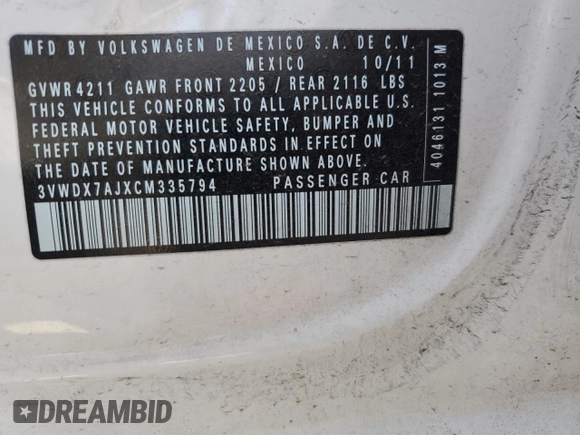 MFD BY VOLKSWAGEN DE MEXICO S.A. DE C.V.
MEXICO 10/11
GVWR 4211 GAWR FRONT 2205 / REAR 2116 LBS
THIS VEHICLE CONFORMS TO ALL APPLICABLE U.S.
FEDERAL MOTOR VEHICLE SAFETY, BUMPER AND
THEFT PREVENTION STANDARDS IN EFFECT ON
THE DATE OF MANUFACTURE SHOWN ABOVE.
3VWDX7AJXCM335794 PASSENGER CAR
4046131 1013M
DREAMBID